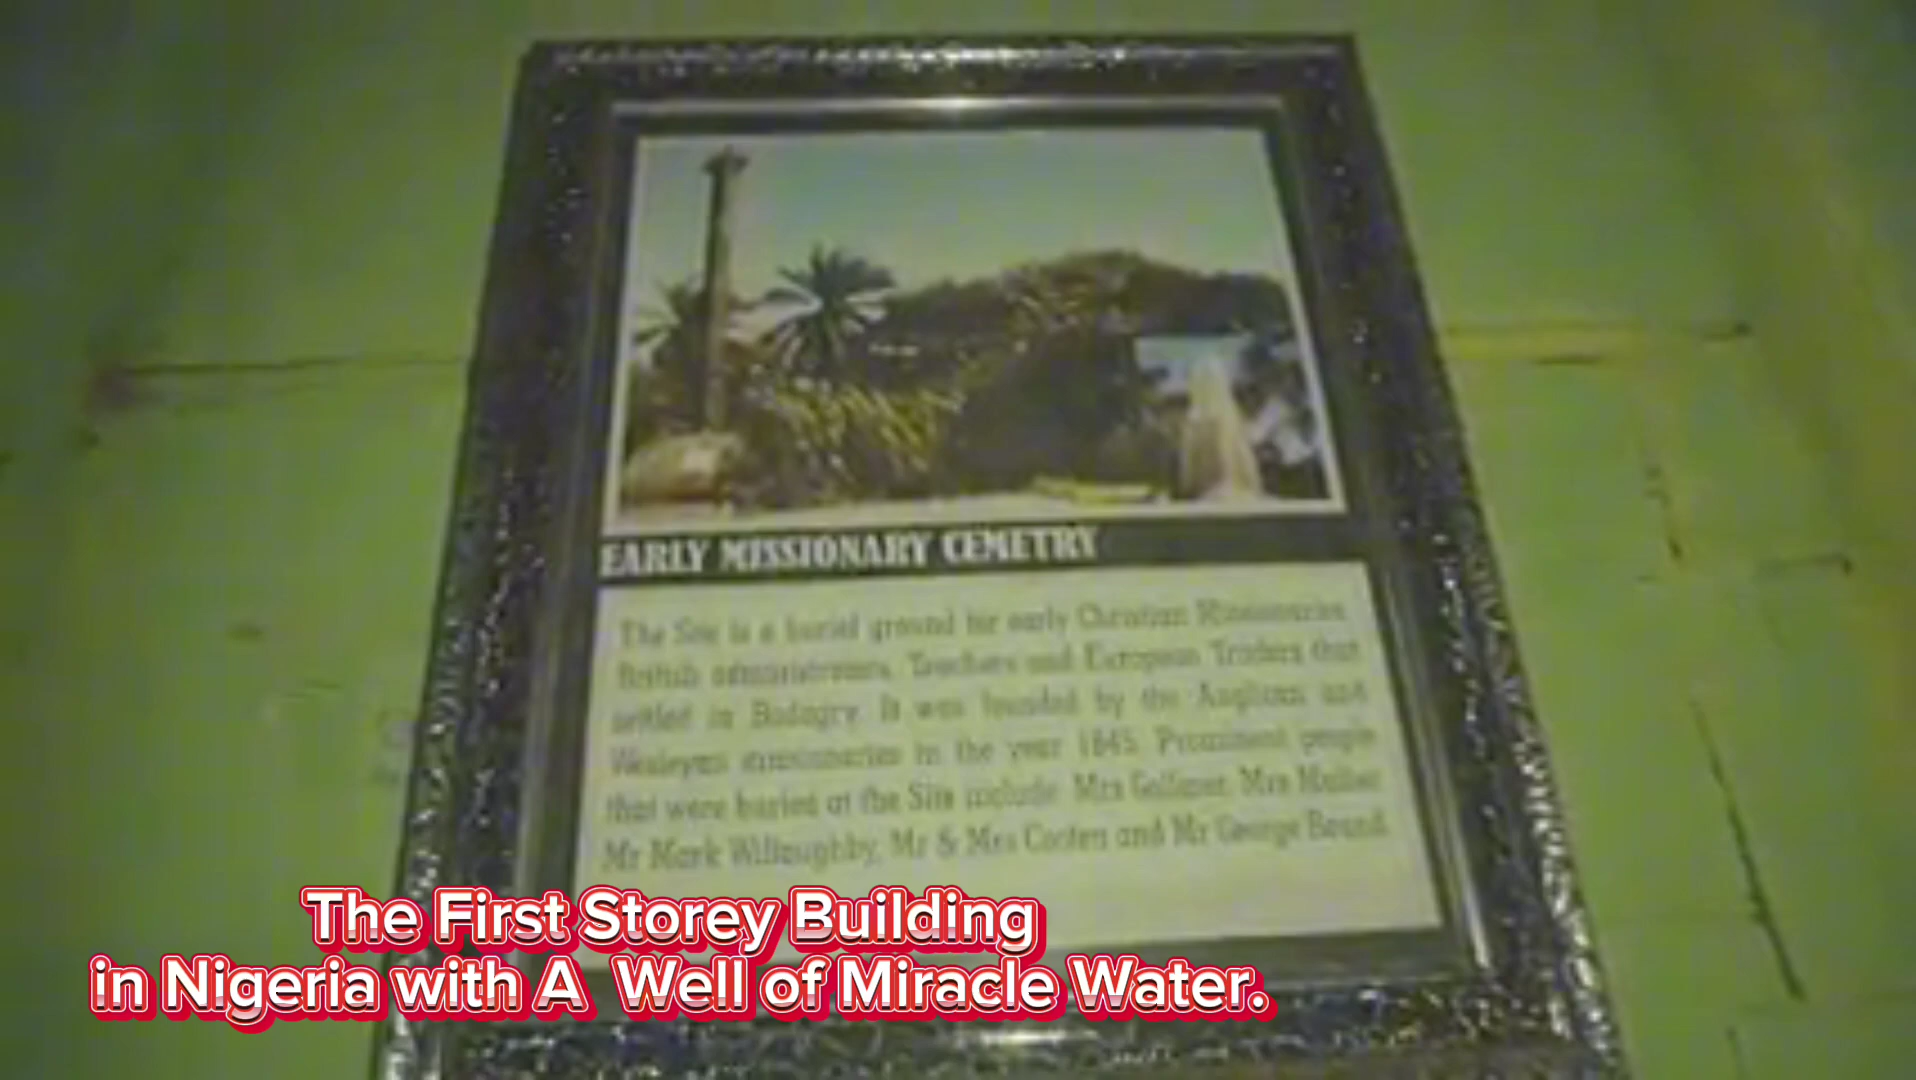 EARLY MISSIONARY CEMETRY
The Site is a burial ground for early Christian Missionaries
British administrators, Teachers and European Traders that
settled in Badagry. It was founded by the Anglican and
Wesleyan missionaries in the year 1845. Prominent people
that were buried at the Site include Mrs Gollmer, Mrs
Mr Mark Willoughby, Mr & Mrs and Mr George
The First Storey Building
in Nigeria with A Well of Miracle Water.